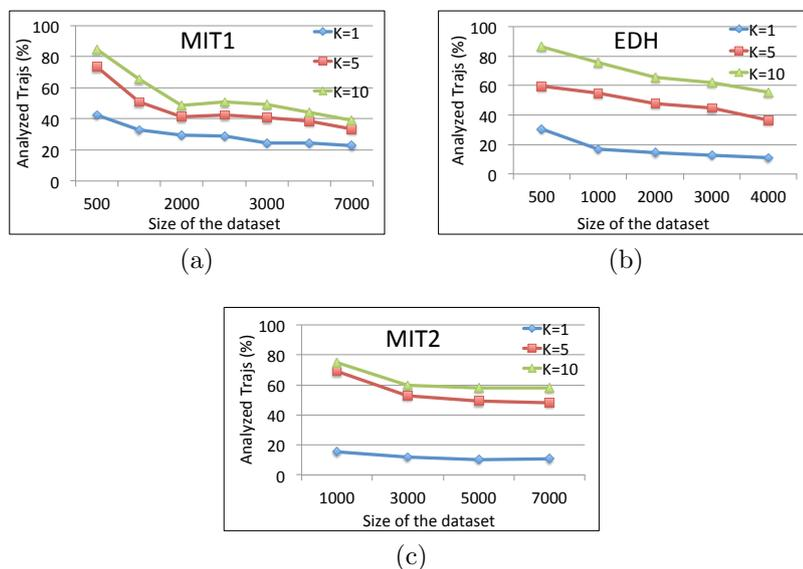 MIT1
Analyzed Trajs (%)
100
80
60
40
20
0
500
2000
3000
7000
Size of the dataset
K=1
K=5
K=10
(a)
EDH
Analyzed Trajs (%)
100
80
60
40
20
0
500
1000
2000
3000
4000
Size of the dataset
K=1
K=5
K=10
(b)
MIT2
Analyzed Trajs (%)
100
80
60
40
20
0
1000
3000
5000
7000
Size of the dataset
K=1
K=5
K=10
(c)